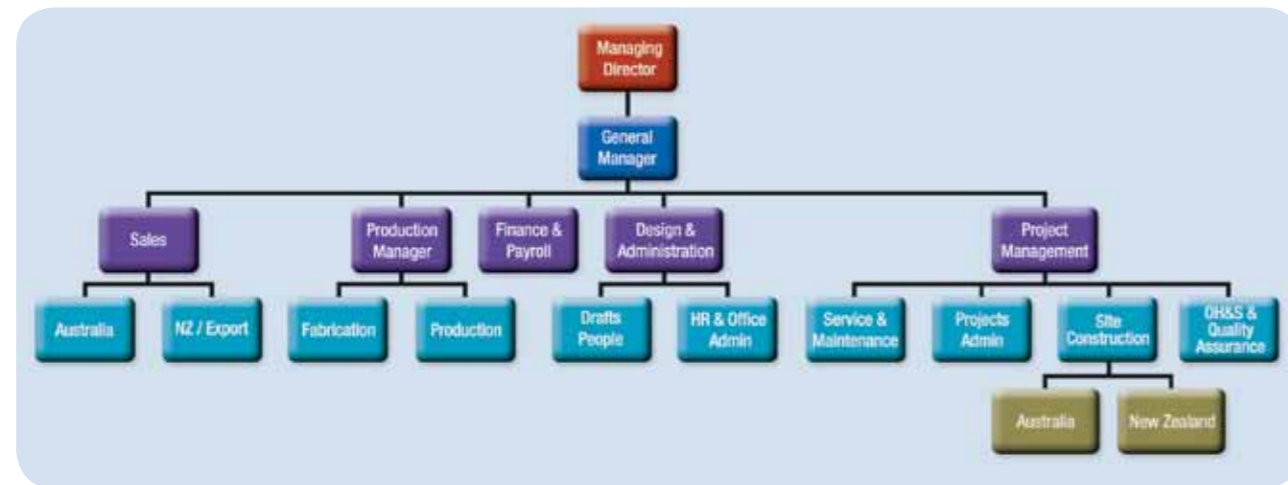 Managing
Director
General
Manager
Sales
Production
Manager
Finance &
Payroll
Design &
Administration
Project
Management
Australia
NZ / Export
Fabrication
Production
Drafts
People
HR & Office
Admin
Service &
Maintenance
Projects
Admin
Site
Construction
OH&S &
Quality
Assurance
Australia
New Zealand